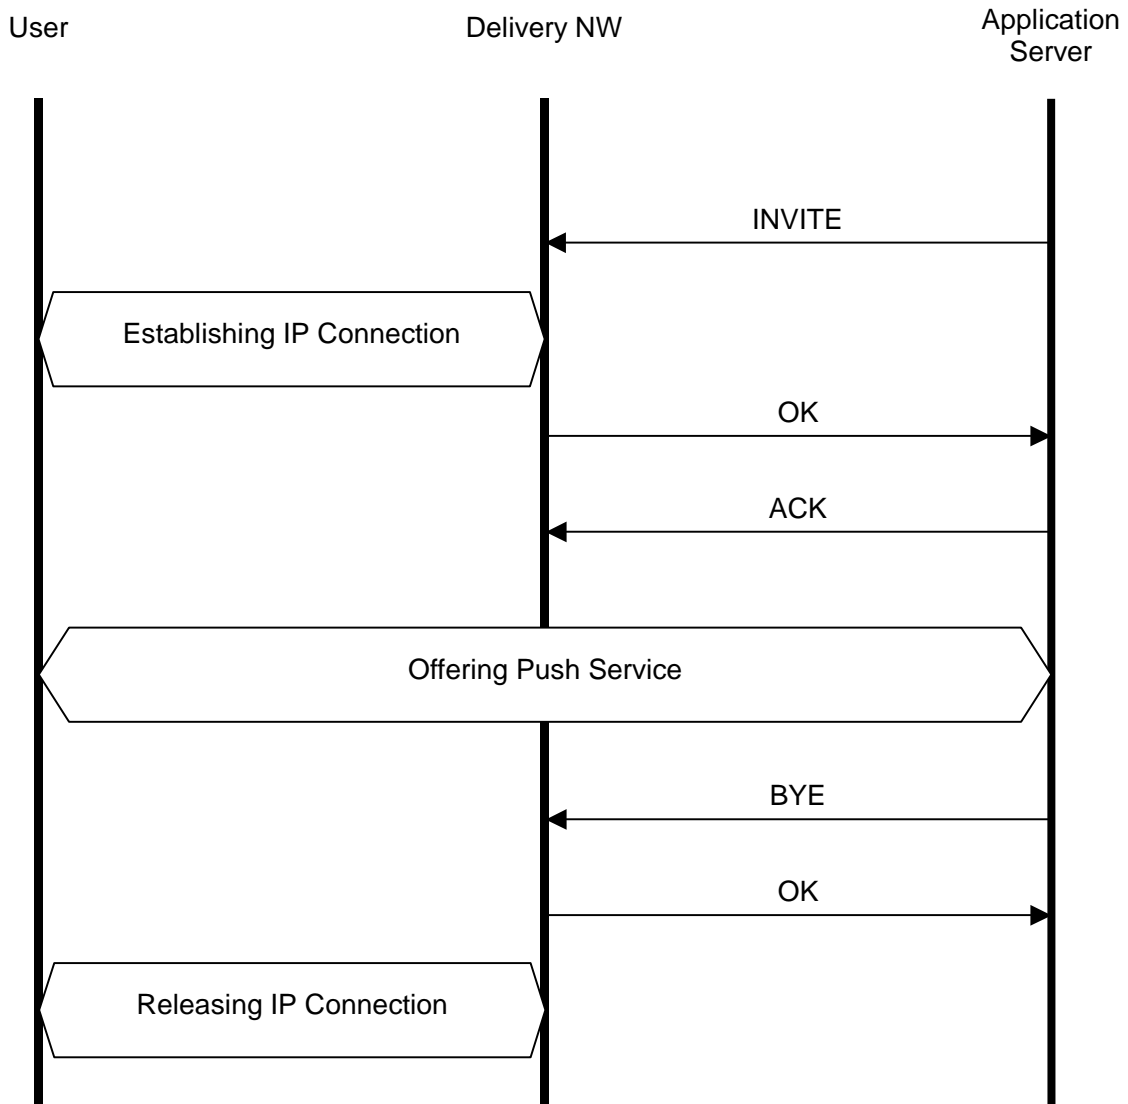 User
Delivery NW
Application
Server
INVITE
Establishing IP Connection
OK
ACK
Offering Push Service
BYE
OK
Releasing IP Connection